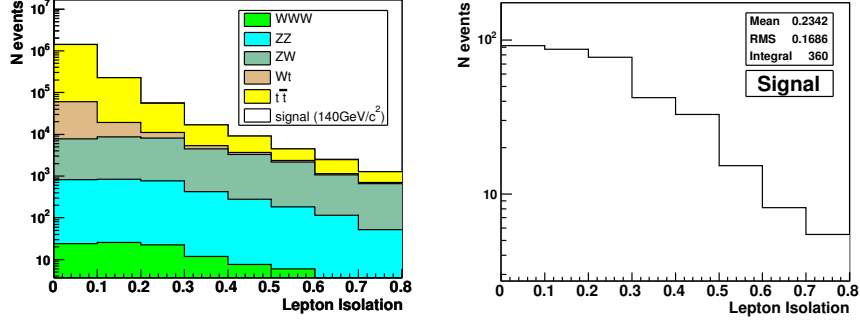 N events
10^7
10^6
10^5
10^4
10^3
10^2
10
0 0.1 0.2 0.3 0.4 0.5 0.6 0.7 0.8
Lepton Isolation
WWW
ZZ
ZW
Wt
t t̄
signal (140GeV/c^2)
N events
10^2
10
0 0.1 0.2 0.3 0.4 0.5 0.6 0.7 0.8
Lepton Isolation
Mean 0.2342
RMS 0.1686
Integral 360
Signal